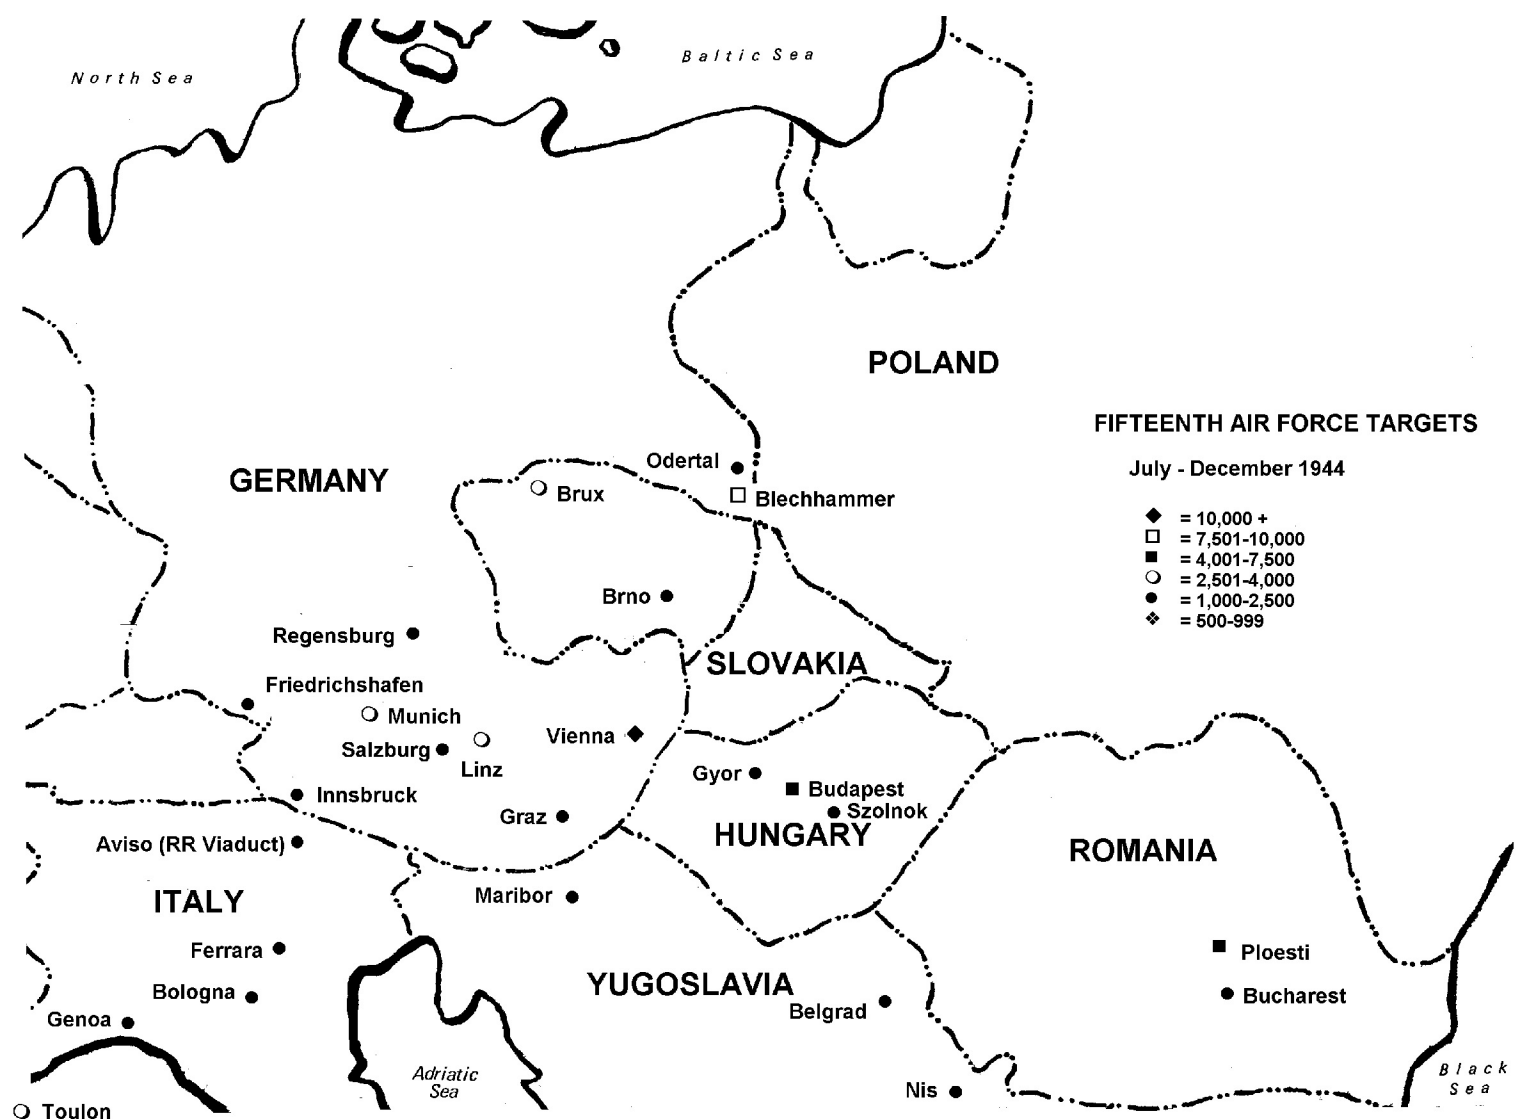 North Sea
Baltic Sea
POLAND
FIFTEENTH AIR FORCE TARGETS
July - December 1944
= 10,000 +
= 7,501-10,000
= 4,001-7,500
= 2,501-4,000
= 1,000-2,500
= 500-999
GERMANY
Odertal
Brux
Blechhammer
Brno
Regensburg
SLOVAKIA
Friedrichshafen
Munich
Vienna
Salzburg
Linz
Gyor
Budapest
Innsbruck
Graz
Szolnok
HUNGARY
Aviso (RR Viaduct)
ROMANIA
ITALY
Maribor
Ferrara
Ploesti
YUGOSLAVIA
Bologna
Belgrad
Bucharest
Genoa
Adriatic
Sea
Black
Sea
Nis
Toulon